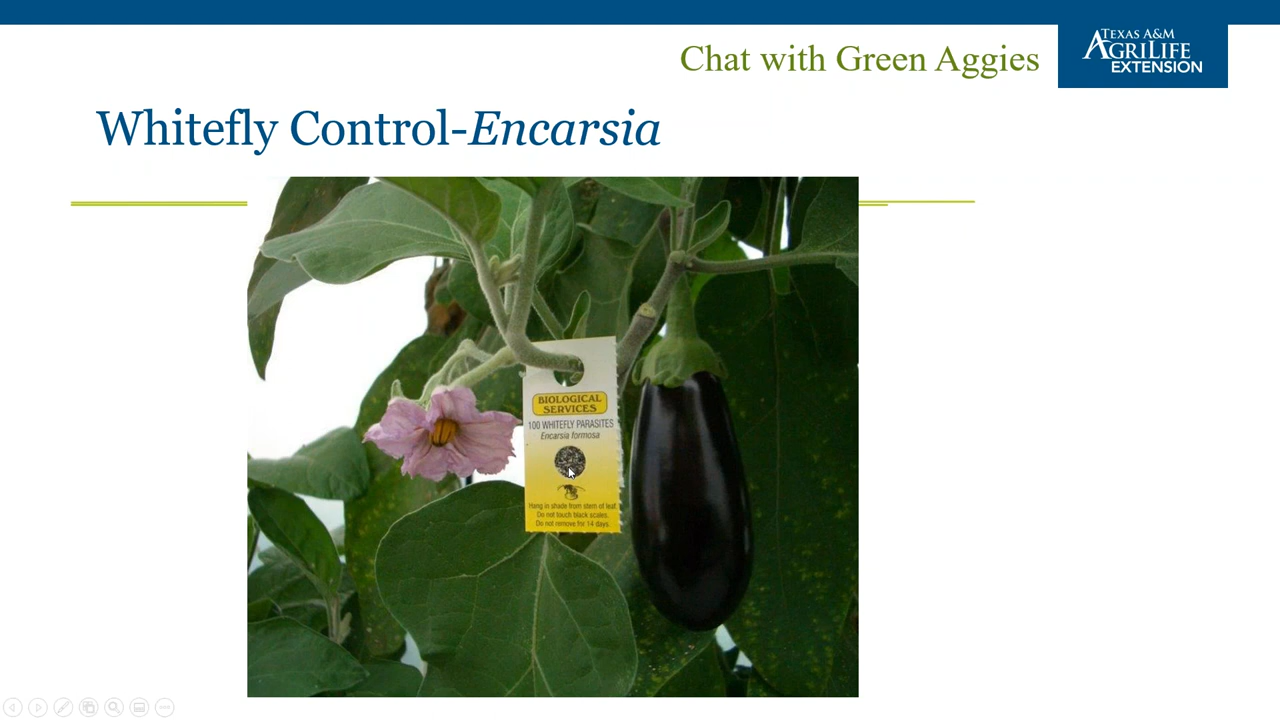 Chat with Green Aggies
TEXAS A&M
AGRILIFE
EXTENSION
Whitefly Control-Encarsia
BIOLOGICAL
SERVICES
100 WHITEFLY PARASITES
Encarsia formosa
Hang in shade from stem of leaf.
Do not touch black scales.
Do not remove for 14 days.